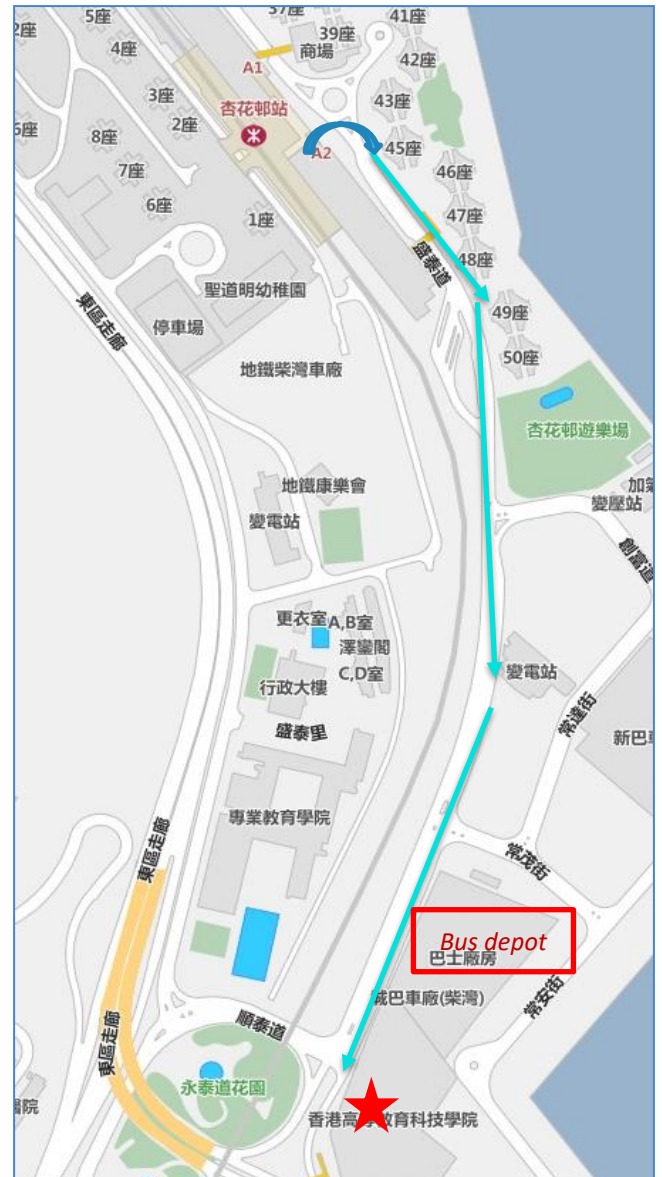 5座
37座
41座
座
39座
4座
商場
42座
A1
3座
43座
杏花邨站
2座
A2
45座
座
8座
46座
7座
6座
47座
1座
盛泰道
48座
聖道明幼稚園
東區走廊
49座
停車場
50座
地鐵柴灣車廠
杏花邨遊樂場
地鐵康樂會
加氣
變壓站
變電站
創富道
更衣室
A,B室
澤鑾閣
C,D室
變電站
行政大樓
常達街
盛泰里
新巴車
專業教育學院
東區走廊
常茂街
Bus depot
巴士廠房
城巴車廠(柴灣)
常安街
順泰道
東區走廊
永泰道花園
醫院
香港高等教育科技學院